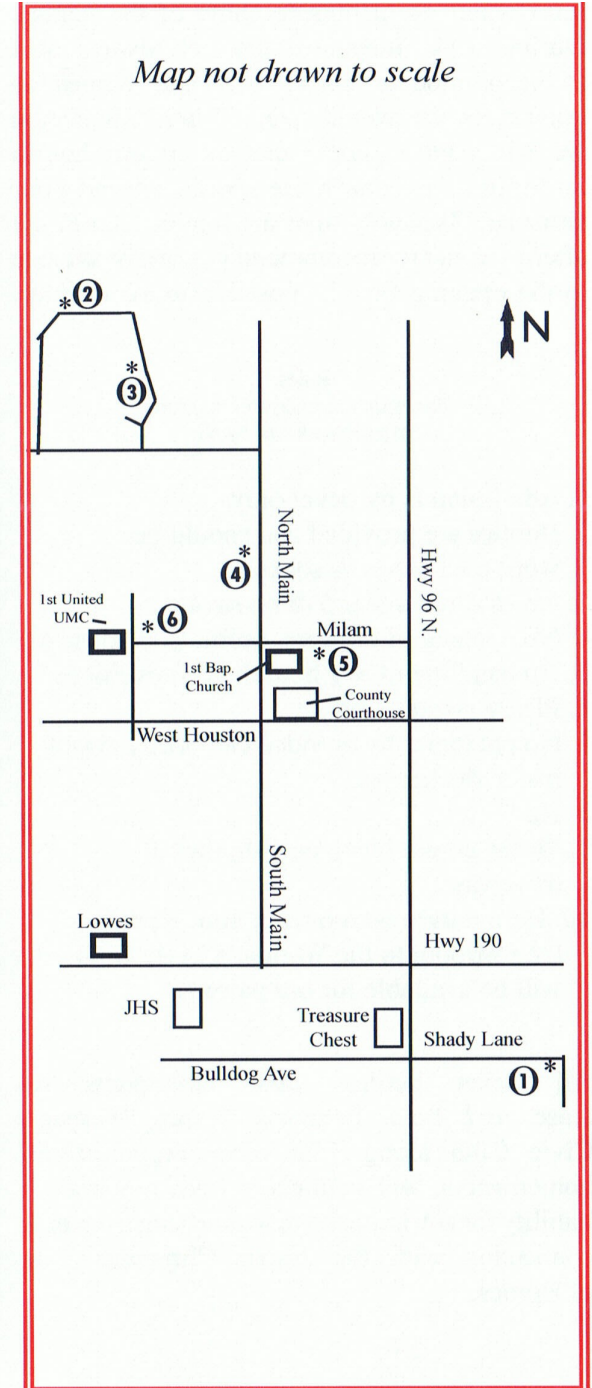 Map not drawn to scale
*②
N
*
③
North Main
*
④
Hwy 96 N.
1st United
UMC
*⑥
Milam
1st Bap.
Church
*⑤
County
Courthouse
West Houston
South Main
Lowes
Hwy 190
JHS
Treasure
Chest
Shady Lane
Bulldog Ave
①*